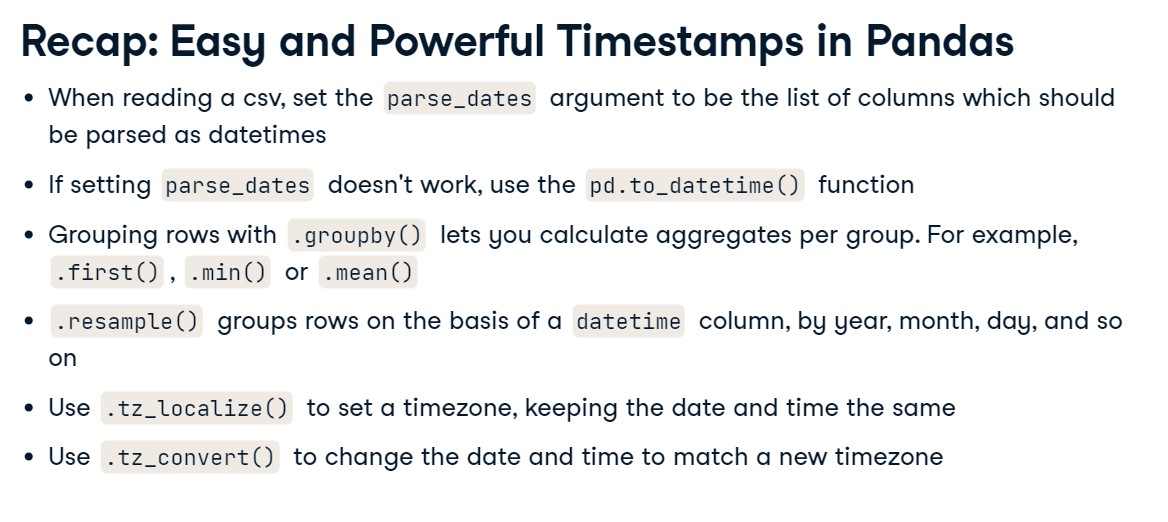 Recap: Easy and Powerful Timestamps in Pandas
• When reading a csv, set the parse_dates argument to be the list of columns which should
be parsed as datetimes
• If setting parse_dates doesn't work, use the pd.to_datetime() function
• Grouping rows with .groupby() lets you calculate aggregates per group. For example,
.first() , .min() or .mean()
• .resample() groups rows on the basis of a datetime column, by year, month, day, and so
on
• Use .tz_localize() to set a timezone, keeping the date and time the same
• Use .tz_convert() to change the date and time to match a new timezone